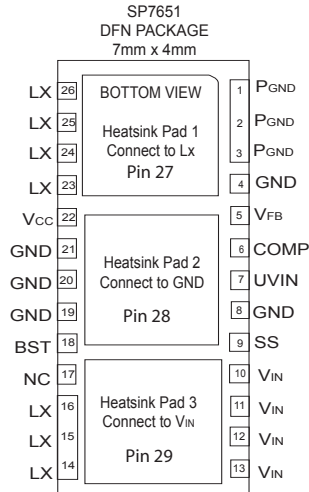 SP7651
DFN PACKAGE
7mm x 4mm
BOTTOM VIEW
Heatsink Pad 1
Connect to Lx
Pin 27
Heatsink Pad 2
Connect to GND
Pin 28
Heatsink Pad 3
Connect to VIN
Pin 29
LX 26
LX 25
LX 24
LX 23
VCC 22
GND 21
GND 20
GND 19
BST 18
NC 17
LX 16
LX 15
LX 14
1 PGND
2 PGND
3 PGND
4 GND
5 VFB
6 COMP
7 UVIN
8 GND
9 SS
10 VIN
11 VIN
12 VIN
13 VIN